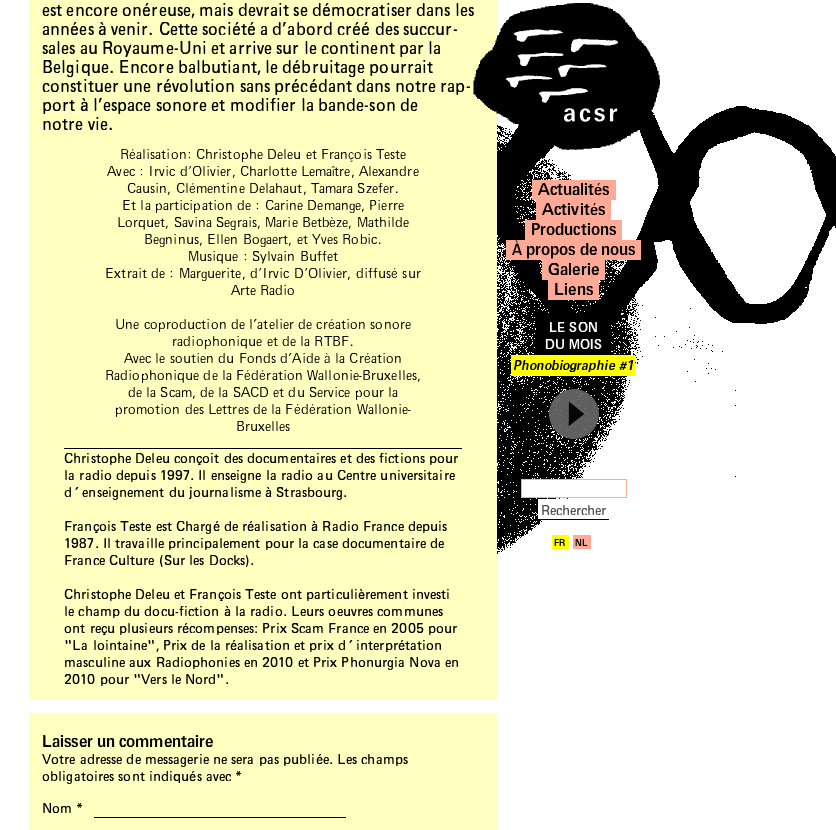 est encore onéreuse, mais devrait se démocratiser dans les
années à venir. Cette société a d’abord créé des succur-
sales au Royaume-Uni et arrive sur le continent par la
Belgique. Encore balbutiant, le débruitage pourrait
constituer une révolution sans précédant dans notre rap-
port à l’espace sonore et modifier la bande-son de
notre vie.
Réalisation: Christophe Deleu et François Teste
Avec : Irvic d’Olivier, Charlotte Lemaître, Alexandre
Causin, Clémentine Delahaut, Tamara Szefer.
Et la participation de : Carine Demange, Pierre
Lorquet, Savina Segrais, Marie Betbèze, Mathilde
Begninus, Ellen Bogaert, et Yves Robic.
Musique : Sylvain Buffet
Extrait de : Marguerite, d’Irvic D’Olivier, diffusé sur
Arte Radio
Une coproduction de l’atelier de création sonore
radiophonique et de la RTBF.
Avec le soutien du Fonds d’Aide à la Création
Radiophonique de la Fédération Wallonie-Bruxelles,
de la Scam, de la SACD et du Service pour la
promotion des Lettres de la Fédération Wallonie-
Bruxelles
Christophe Deleu conçoit des documentaires et des fictions pour
la radio depuis 1997. Il enseigne la radio au Centre universitaire
d´enseignement du journalisme à Strasbourg.
François Teste est Chargé de réalisation à Radio France depuis
1987. Il travaille principalement pour la case documentaire de
France Culture (Sur les Docks).
Christophe Deleu et François Teste ont particulièrement investi
le champ du docu-fiction à la radio. Leurs oeuvres communes
ont reçu plusieurs récompenses: Prix Scam France en 2005 pour
"La lointaine", Prix de la réalisation et prix d´interprétation
masculine aux Radiophonies en 2010 et Prix Phonurgia Nova en
2010 pour "Vers le Nord".
Laisser un commentaire
Votre adresse de messagerie ne sera pas publiée. Les champs
obligatoires sont indiqués avec *
Nom *
acsr
Actualités
Activités
Productions
À propos de nous
Galerie
Liens
LE SON
DU MOIS
Phonobiographie #1
Rechercher
FR NL